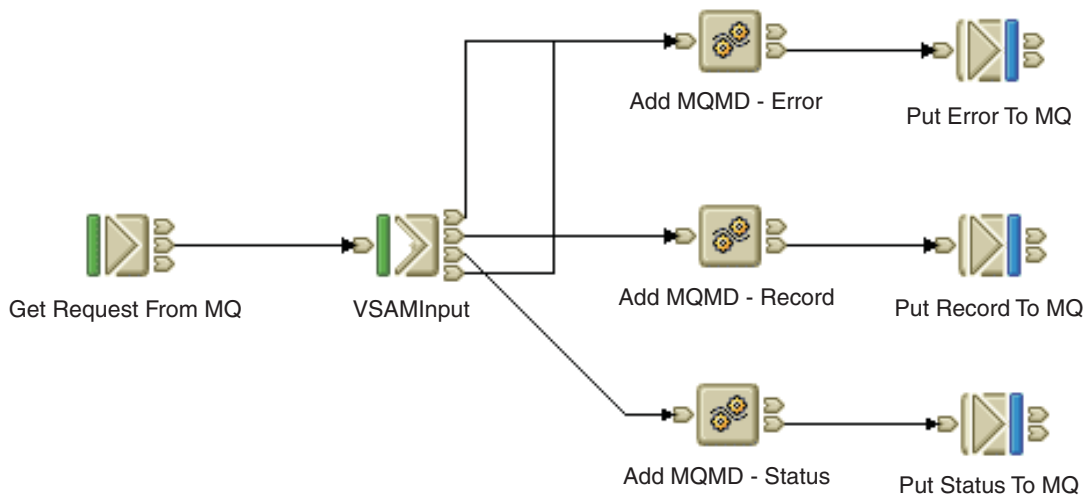 Add MQMD - Error
Put Error To MQ
Get Request From MQ
VSAMInput
Add MQMD - Record
Put Record To MQ
Add MQMD - Status
Put Status To MQ